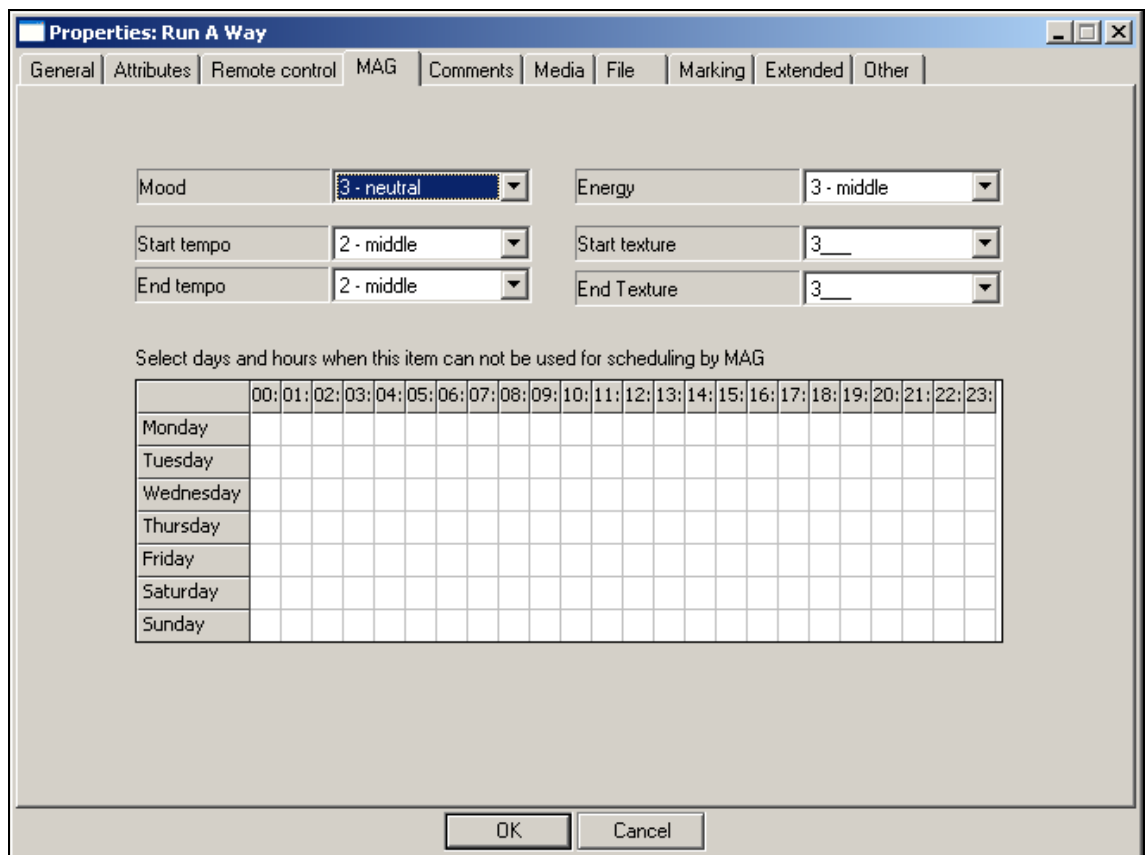 Properties: Run A Way
General Attributes Remote control MAG Comments Media File Marking Extended Other
Mood 3 - neutral Energy 3 - middle
Start tempo 2 - middle Start texture 3___
End tempo 2 - middle End Texture 3___
Select days and hours when this item can not be used for scheduling by MAG
00: 01: 02: 03: 04: 05: 06: 07: 08: 09: 10: 11: 12: 13: 14: 15: 16: 17: 18: 19: 20: 21: 22: 23:
Monday
Tuesday
Wednesday
Thursday
Friday
Saturday
Sunday
OK Cancel